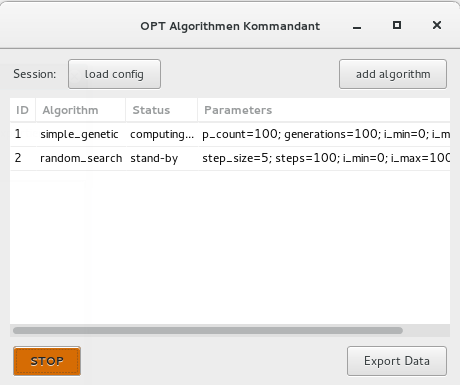 OPT Algorithmen Kommandant
Session: load config add algorithm
ID Algorithm Status Parameters
1 simple_genetic computing... p_count=100; generations=100; i_min=0; i_m
2 random_search stand-by step_size=5; steps=100; i_min=0; i_max=100
STOP Export Data